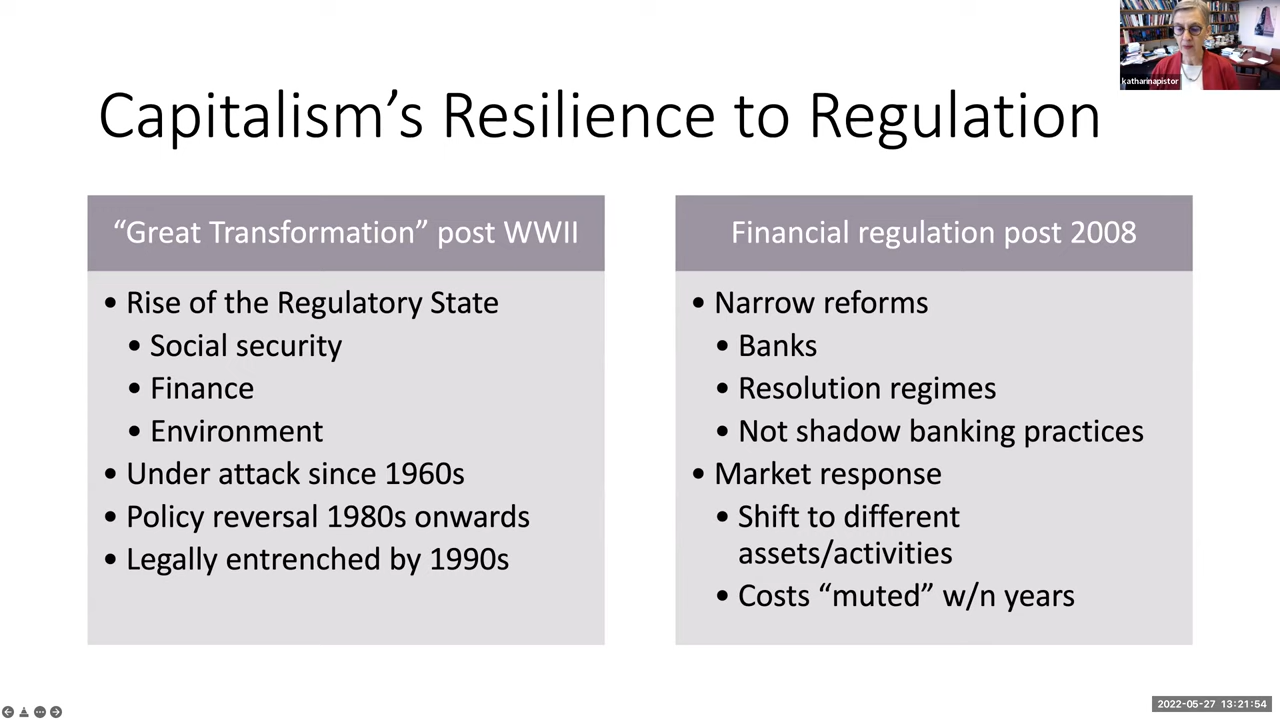 katharinapistor
Capitalism’s Resilience to Regulation
“Great Transformation” post WWII
• Rise of the Regulatory State
• Social security
• Finance
• Environment
• Under attack since 1960s
• Policy reversal 1980s onwards
• Legally entrenched by 1990s
Financial regulation post 2008
• Narrow reforms
• Banks
• Resolution regimes
• Not shadow banking practices
• Market response
• Shift to different
assets/activities
• Costs “muted” w/n years
2022-05-27 13:21:54